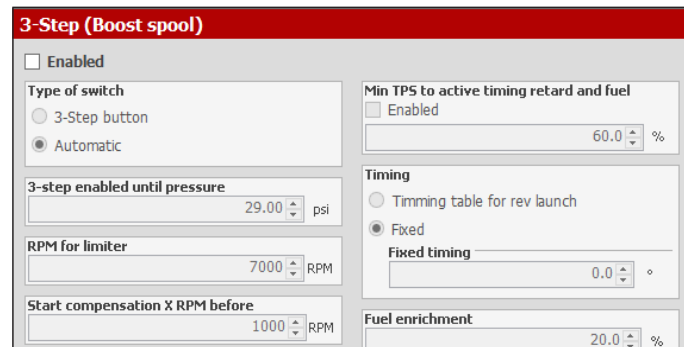 3-Step (Boost spool)
Enabled
Type of switch
3-Step button
Automatic
3-step enabled until pressure
29.00 psi
RPM for limiter
7000 RPM
Start compensation X RPM before
1000 RPM
Min TPS to active timing retard and fuel
Enabled
60.0 %
Timing
Timming table for rev launch
Fixed
Fixed timing
0.0 °
Fuel enrichment
20.0 %